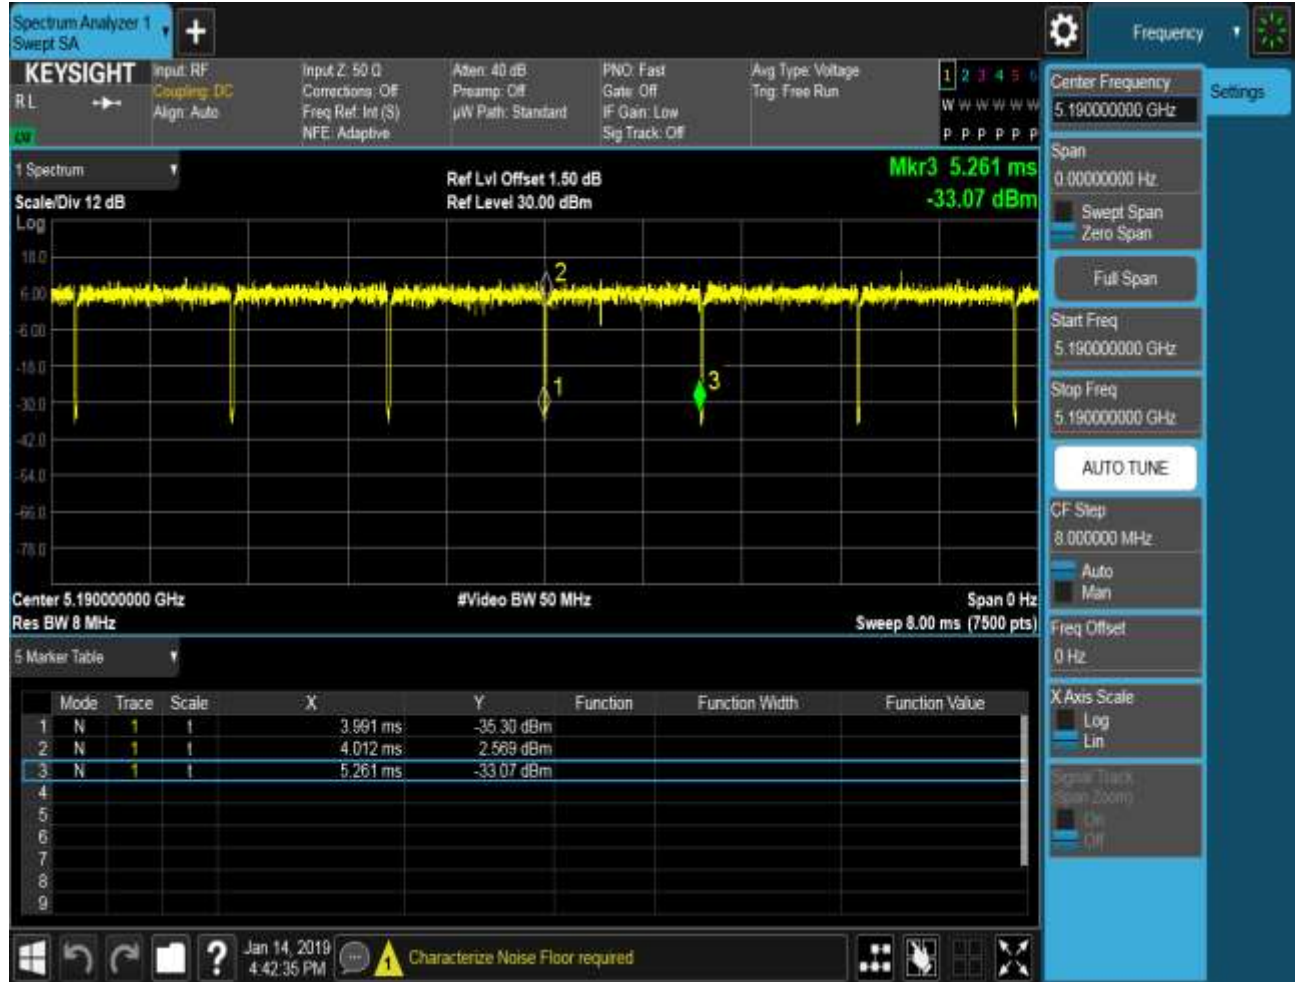 Spectrum Analyzer 1
Swept SA
Frequency
KEYSIGHT
R L
Input: RF
Coupling: DC
Align: Auto
Input Z: 50 Ω
Corrections: Off
Freq Ref: Int (S)
NFE: Adaptive
Atten: 40 dB
Preamp: Off
µW Path: Standard
PNO: Fast
Gate: Off
IF Gain: Low
Sig Track: Off
Avg Type: Voltage
Trig: Free Run
1 2 3 4 5 6
W W W W W W
P P P P P P
1 Spectrum
Scale/Div 12 dB
Ref Lvl Offset 1.50 dB
Ref Level 30.00 dBm
Mkr3 5.261 ms
-33.07 dBm
Log
18.0
6.00
-6.00
-18.0
-30.0
-42.0
-54.0
-66.0
-78.0
2
1
3
Center 5.190000000 GHz
#Video BW 50 MHz
Span 0 Hz
Res BW 8 MHz
Sweep 8.00 ms (7500 pts)
5 Marker Table
Mode Trace Scale X Y Function Function Width Function Value
1 N 1 t 3.991 ms -35.30 dBm
2 N 1 t 4.012 ms 2.569 dBm
3 N 1 t 5.261 ms -33.07 dBm
4
5
6
7
8
9
Jan 14, 2019
4:42:35 PM
1
Characterize Noise Floor required
Center Frequency
5.190000000 GHz
Settings
Span
0.00000000 Hz
Swept Span
Zero Span
Full Span
Start Freq
5.190000000 GHz
Stop Freq
5.190000000 GHz
AUTO TUNE
CF Step
8.000000 MHz
Auto
Man
Freq Offset
0 Hz
X Axis Scale
Log
Lin
Signal Track
(Span Zoom)
On
Off